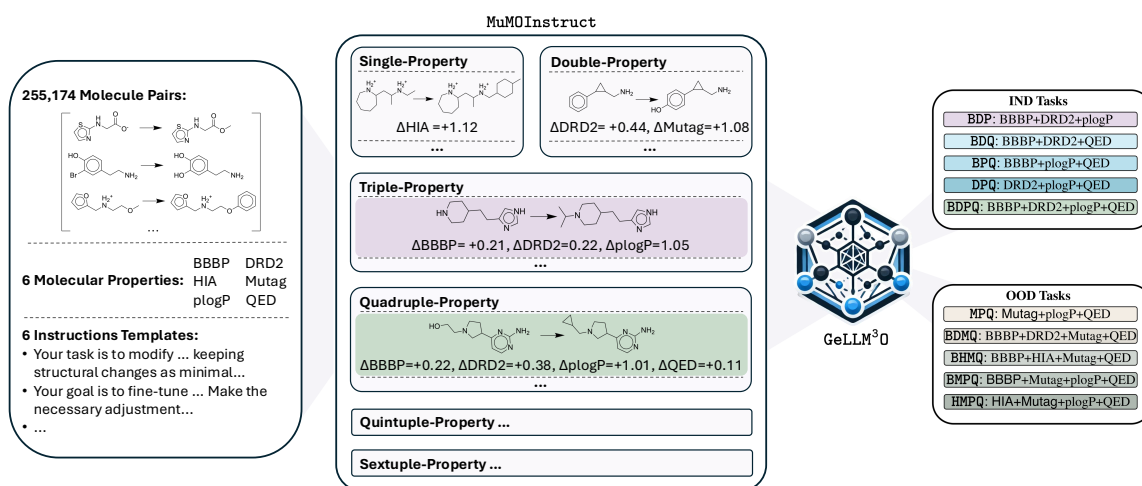 MuMOInstruct
255,174 Molecule Pairs:
...
6 Molecular Properties:
BBBP DRD2
HIA Mutag
plogP QED
6 Instructions Templates:
• Your task is to modify ... keeping
structural changes as minimal...
• Your goal is to fine-tune ... Make the
necessary adjustment...
• ...
Single-Property
ΔHIA =+1.12
...
Double-Property
ΔDRD2= +0.44, ΔMutag=+1.08
...
Triple-Property
ΔBBBP= +0.21, ΔDRD2=0.22, ΔplogP=1.05
...
Quadruple-Property
ΔBBBP=+0.22, ΔDRD2=+0.38, ΔplogP=+1.01, ΔQED=+0.11
...
Quintuple-Property ...
Sextuple-Property ...
GeLLM³O
IND Tasks
BDP: BBBP+DRD2+plogP
BDQ: BBBP+DRD2+QED
BPQ: BBBP+plogP+QED
DPQ: DRD2+plogP+QED
BDPQ: BBBP+DRD2+plogP+QED
OOD Tasks
MPQ: Mutag+plogP+QED
BDMQ: BBBP+DRD2+Mutag+QED
BHMQ: BBBP+HIA+Mutag+QED
BMPQ: BBBP+Mutag+plogP+QED
HMPQ: HIA+Mutag+plogP+QED